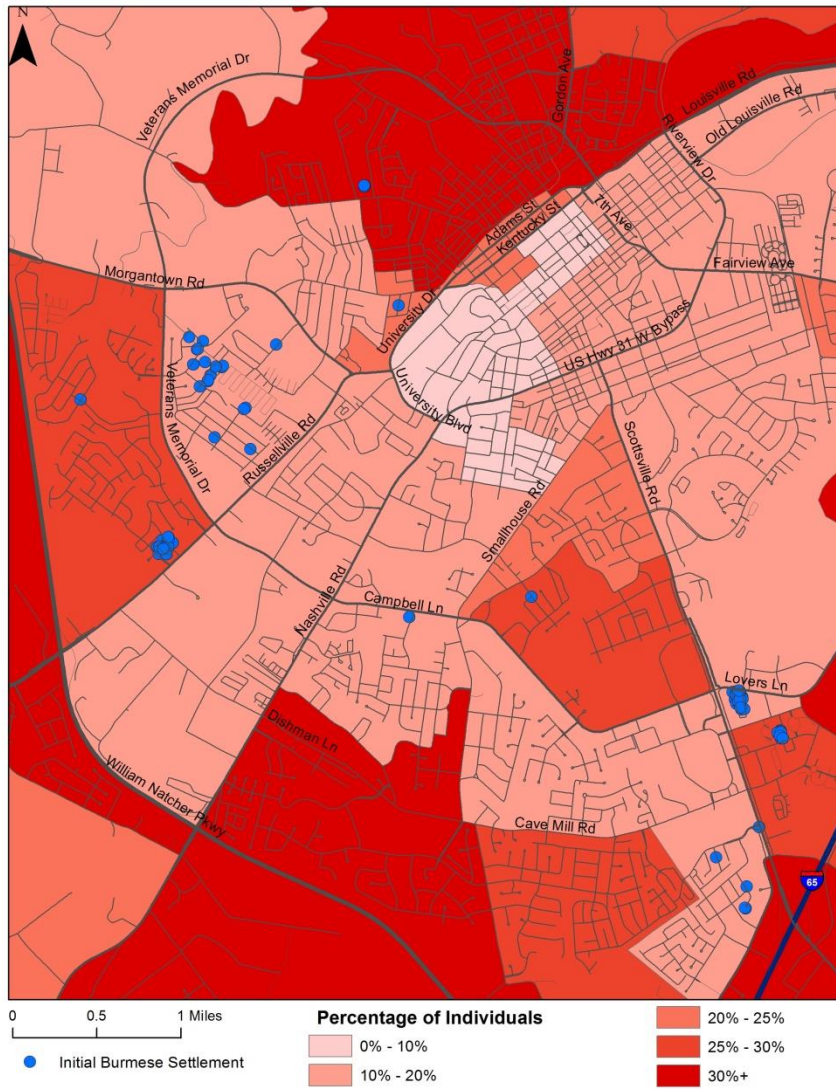 N
Veterans Memorial Dr
Gordon Ave
Louisville Rd
Old Louisville Rd
Riverview Dr
Adams St
Kentucky St
7th Ave
Fairview Ave
Morgantown Rd
University Dr
US Hwy 31 W Bypass
University Blvd
Veterans Memorial Dr
Russellville Rd
Scottsville Rd
Smallhouse Rd
Nashville Rd
Campbell Ln
Lovers Ln
Dishman Ln
William Natcher Pkwy
Cave Mill Rd
65
0 0.5 1 Miles
Initial Burmese Settlement
Percentage of Individuals
0% - 10%
10% - 20%
20% - 25%
25% - 30%
30%+